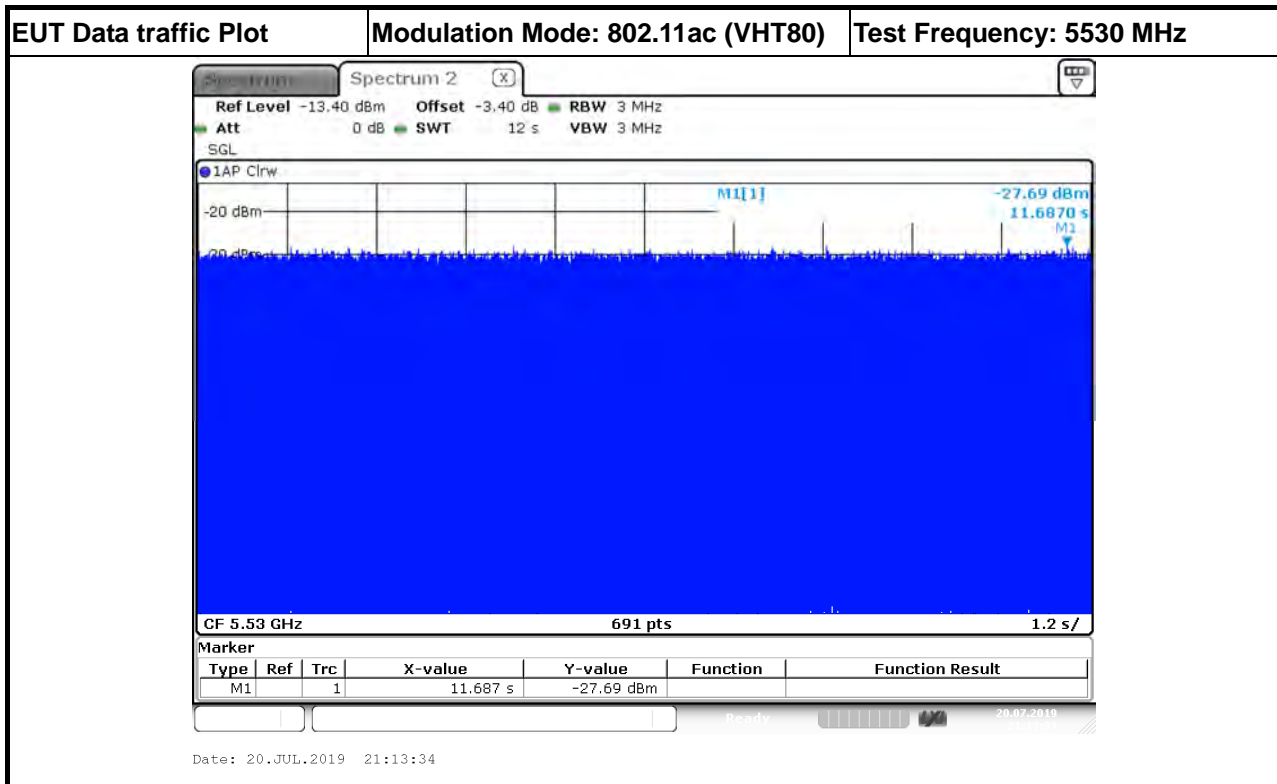 EUT Data traffic Plot Modulation Mode: 802.11ac (VHT80) Test Frequency: 5530 MHz
Spectrum Spectrum 2 X
Ref Level -13.40 dBm Offset -3.40 dB RBW 3 MHz
Att 0 dB SWT 12 s VBW 3 MHz
SGL
1AP Clrw
M1[1] -27.69 dBm
-20 dBm 11.6870 s
M1
CF 5.53 GHz 691 pts 1.2 s/
Marker
Type Ref Trc X-value Y-value Function Function Result
M1 1 11.687 s -27.69 dBm
Ready 20.07.2019
Date: 20.JUL.2019 21:13:34